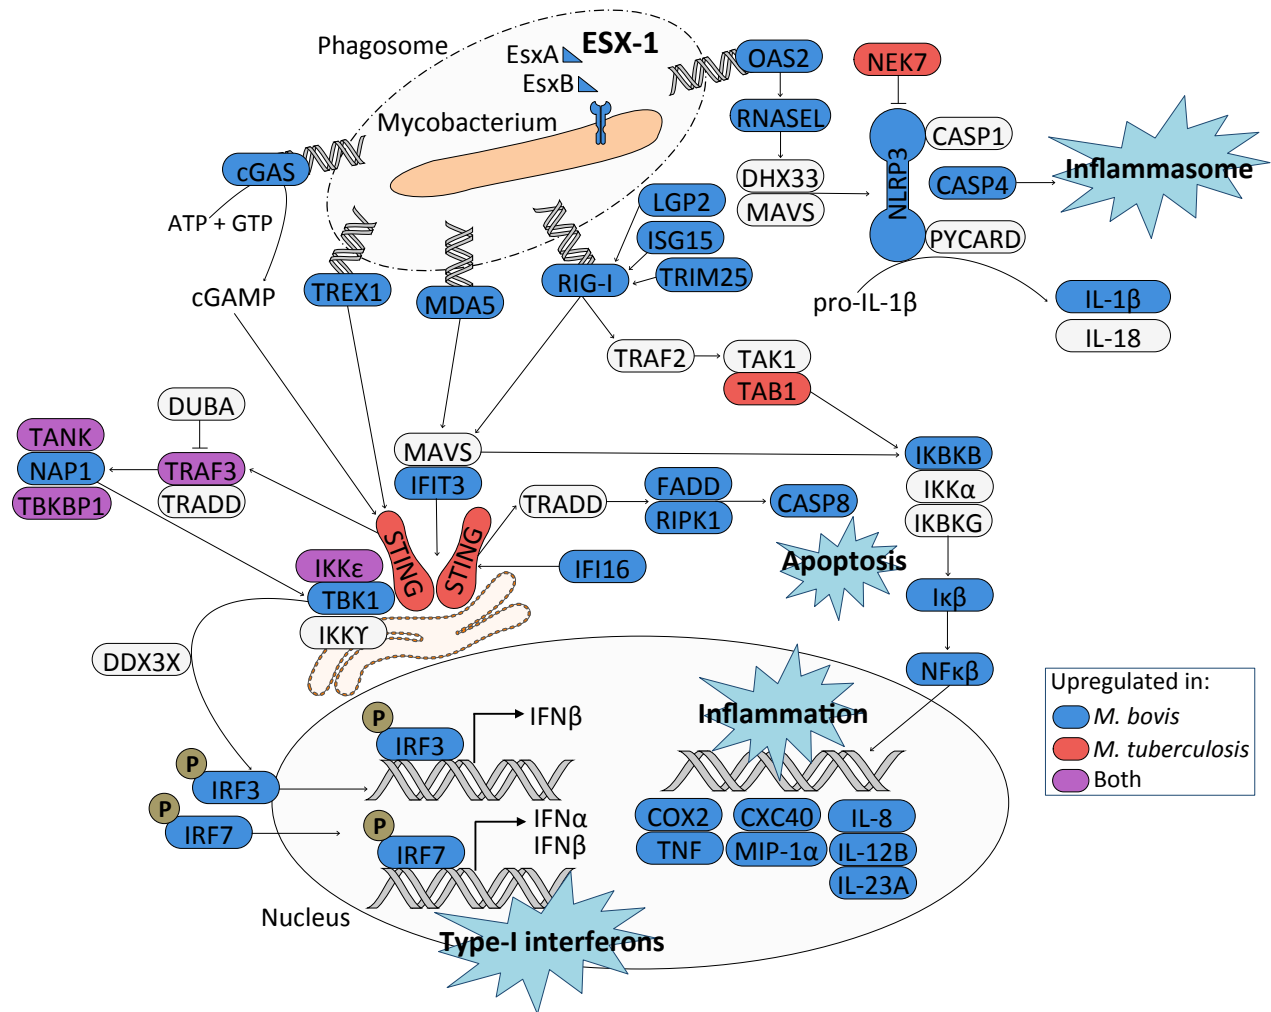 Phagosome
EsxA
ESX-1
EsxB
Mycobacterium
OAS2
NEK7
RNASEL
CASP1
NLRP3
CASP4
Inflammasome
PYCARD
DHX33
MAVS
cGAS
ATP + GTP
cGAMP
LGP2
ISG15
TRIM25
TREX1
MDA5
RIG-I
pro-IL-1β
IL-1β
IL-18
TRAF2
TAK1
TAB1
DUBA
TANK
NAP1
TBKBP1
TRAF3
TRADD
MAVS
IFIT3
STING
STING
TRADD
FADD
RIPK1
CASP8
Apoptosis
IKBKB
IKKα
IKBKG
Iκβ
NFκβ
IFI16
IKKε
TBK1
IKKϒ
DDX3X
P
IRF3
P
IRF7
P
IRF3
IFNβ
P
IRF7
IFNα
IFNβ
Nucleus
Type-I interferons
Inflammation
COX2
TNF
CXC40
MIP-1α
IL-8
IL-12B
IL-23A
Upregulated in:
M. bovis
M. tuberculosis
Both